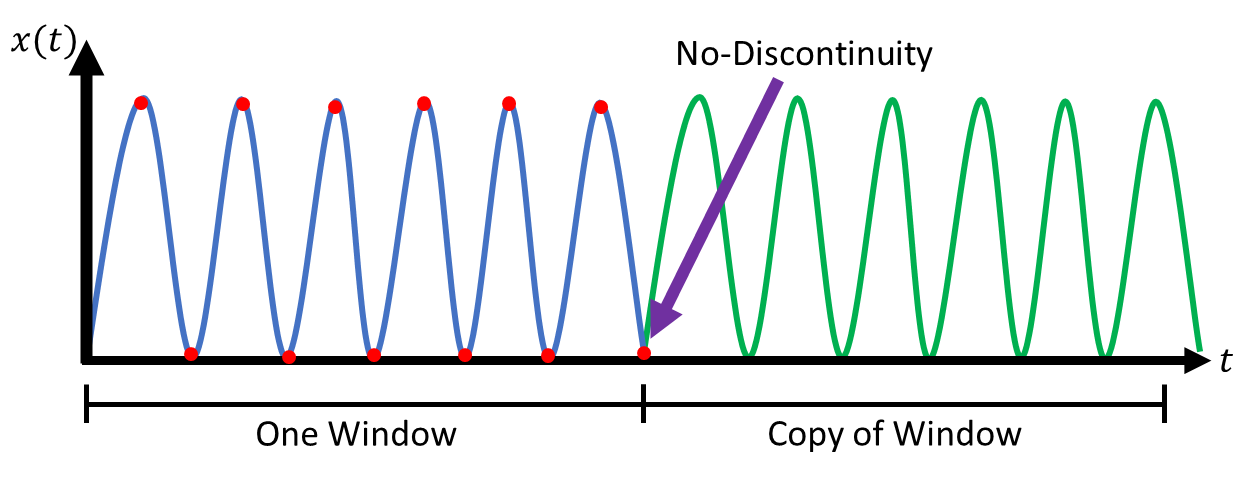 x(t)
No-Discontinuity
t
One Window
Copy of Window